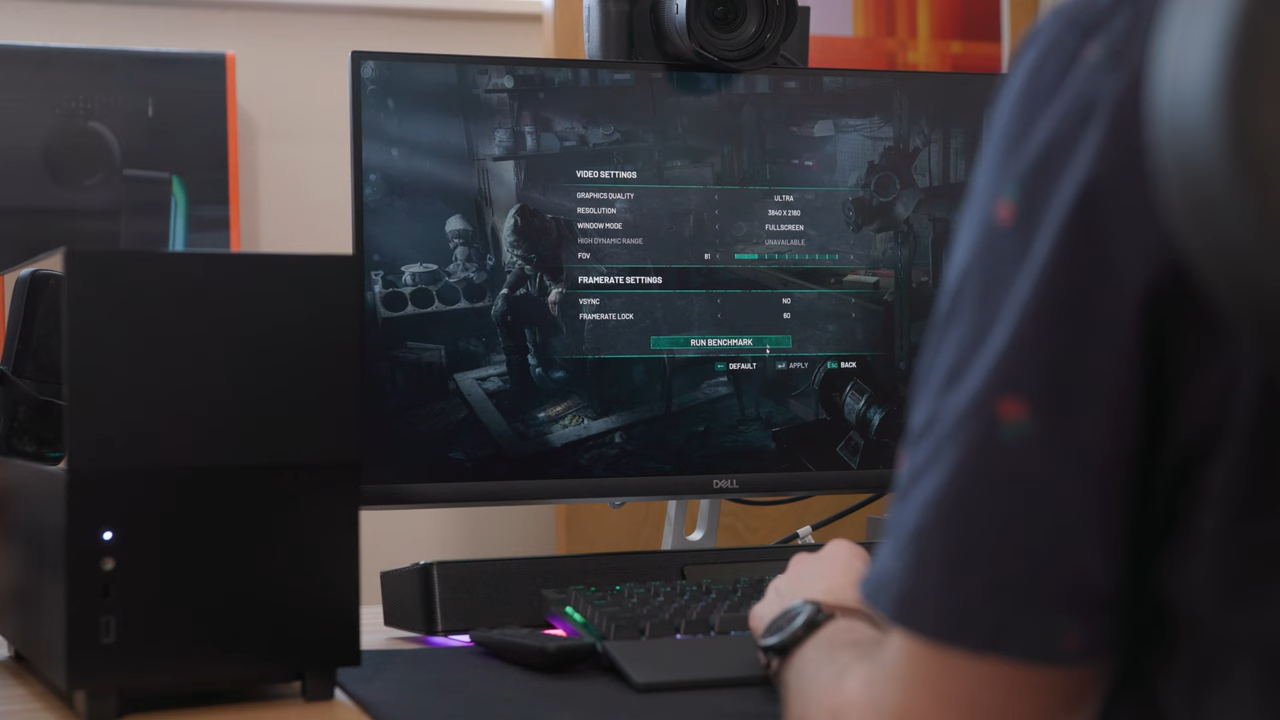 VIDEO SETTINGS
GRAPHICS QUALITY ULTRA
RESOLUTION 3840 X 2160
WINDOW MODE FULLSCREEN
HIGH DYNAMIC RANGE UNAVAILABLE
FOV 81
FRAMERATE SETTINGS
VSYNC NO
FRAMERATE LOCK 60
RUN BENCHMARK
DEFAULT APPLY Esc BACK
DELL